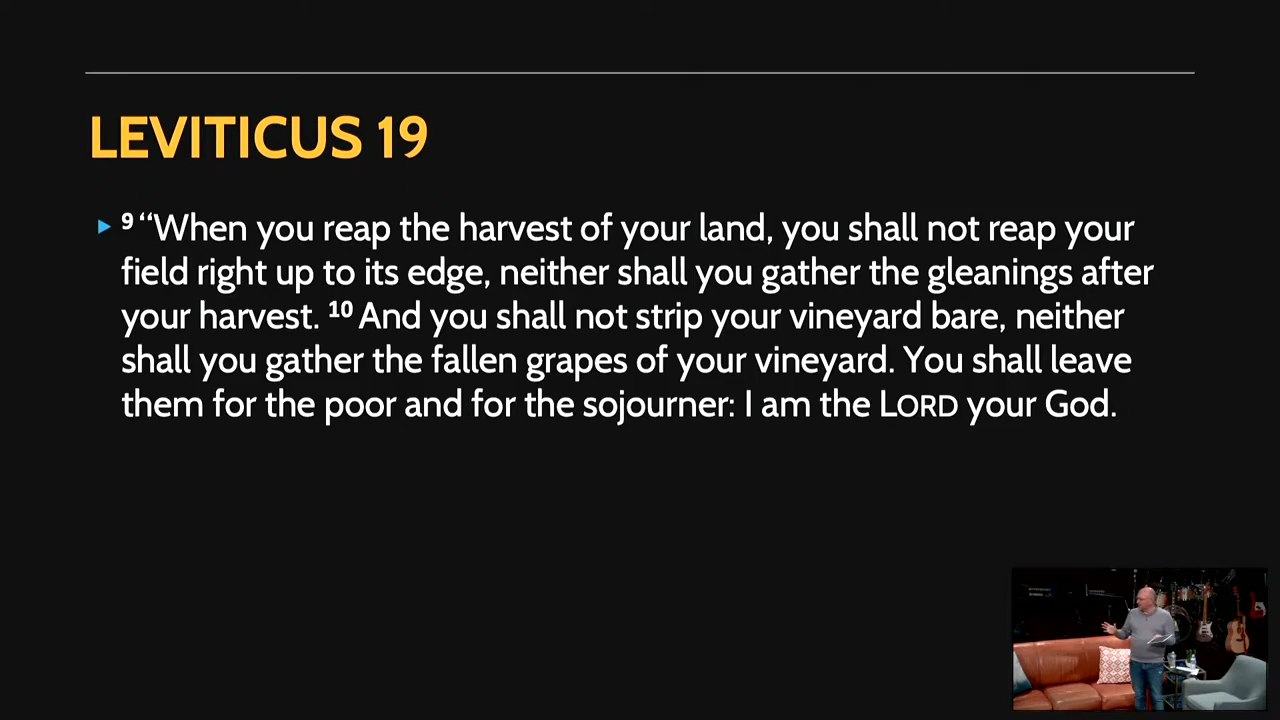 LEVITICUS 19
9 “When you reap the harvest of your land, you shall not reap your
field right up to its edge, neither shall you gather the gleanings after
your harvest. 10 And you shall not strip your vineyard bare, neither
shall you gather the fallen grapes of your vineyard. You shall leave
them for the poor and for the sojourner: I am the LORD your God.